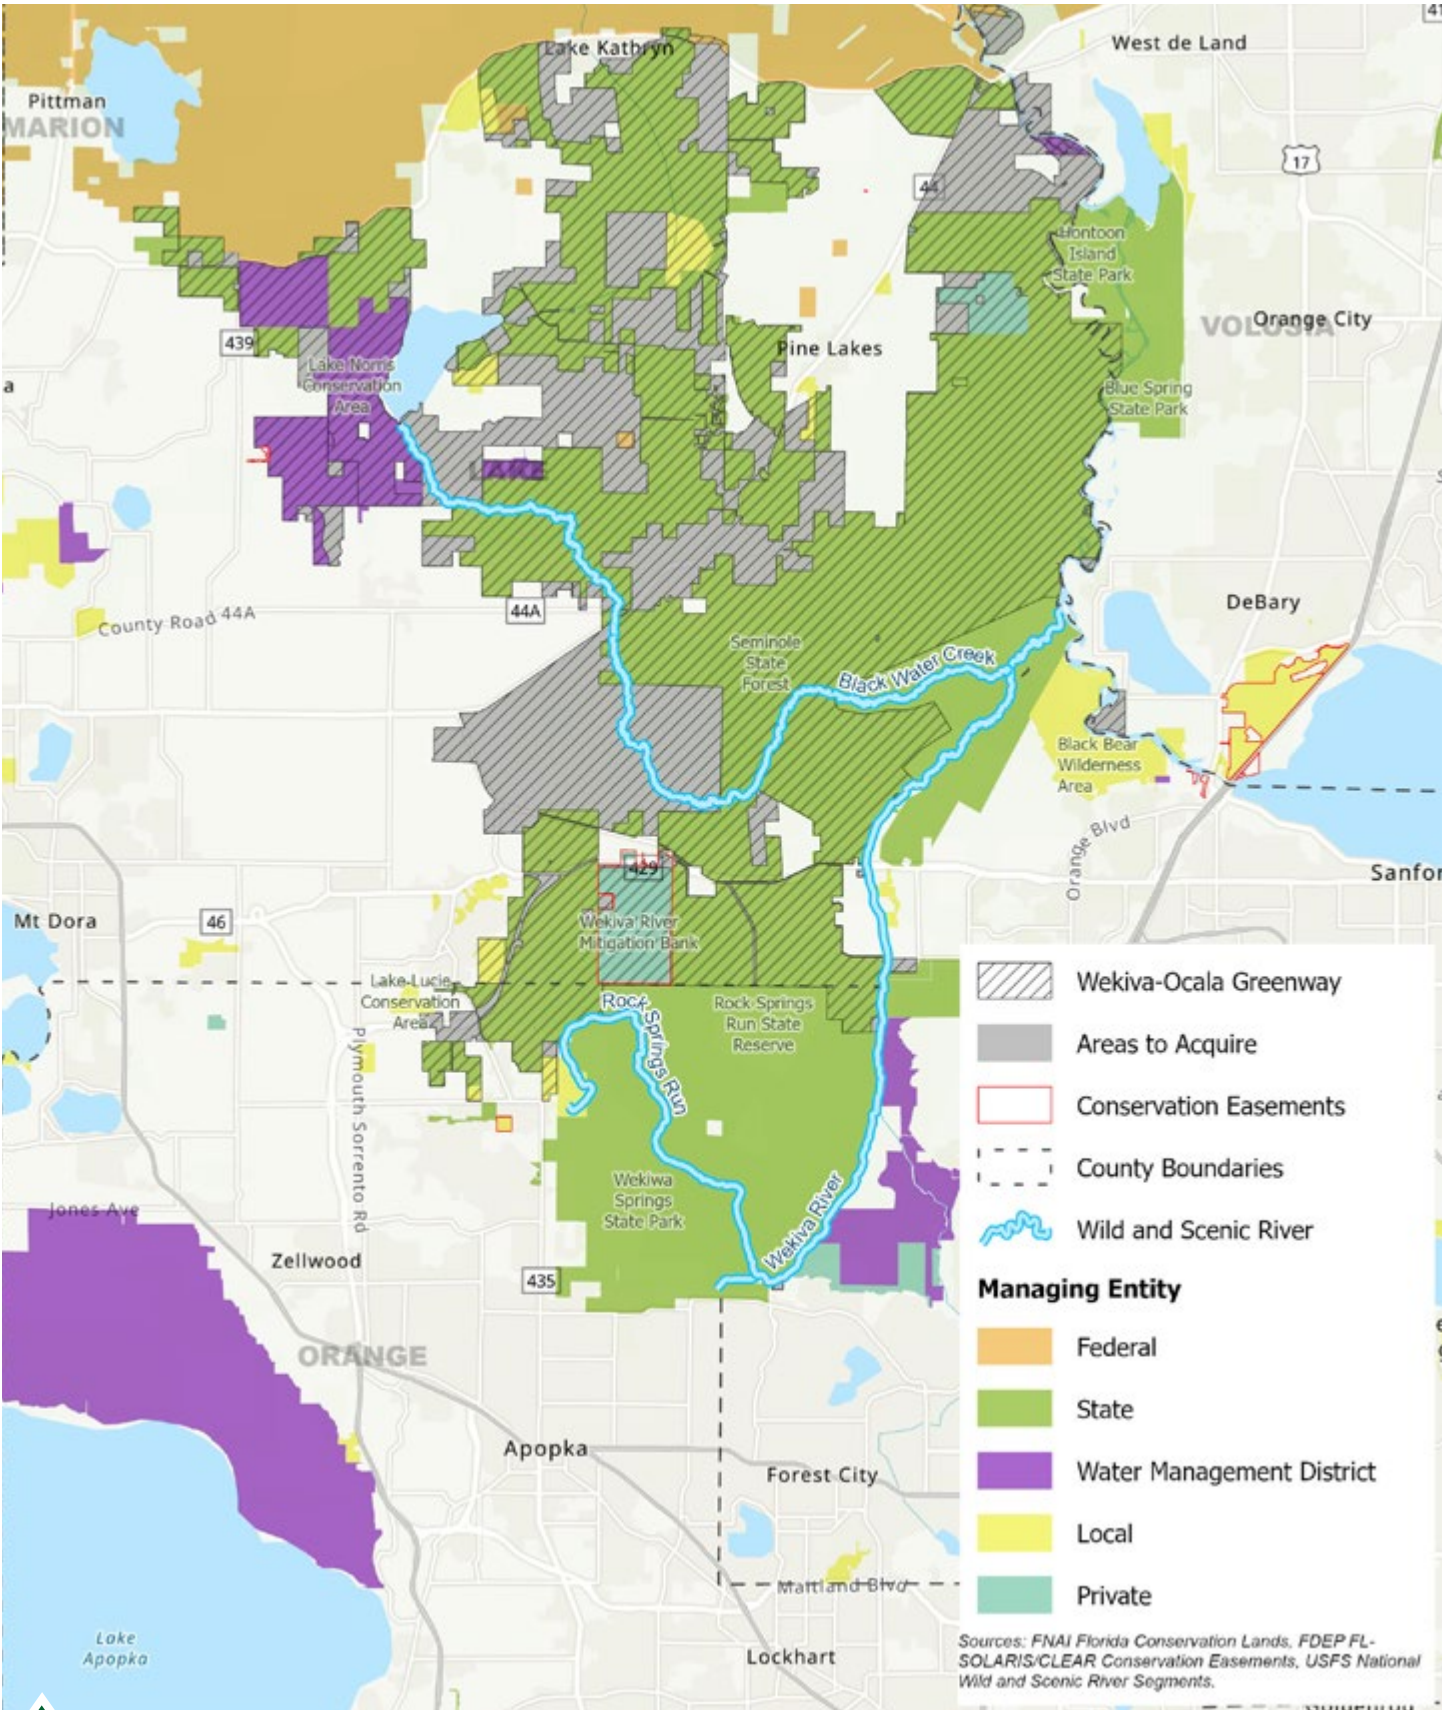 41
Lake Kathryn
West de Land
Pittman
MARION
17
44
Hontoon
Island
State Park
Orange City
VOLUSIA
439
Pine Lakes
Lake Norris
Conservation
Area
a
Blue Spring
State Park
LAKE
County Road 44A
44A
DeBary
Seminole
State
Forest
Black Water Creek
Black Bear
Wilderness
Area
Orange Blvd
429
Sanfor
Mt Dora
46
Wekiva River
Mitigation Bank
Lake Lucie
Conservation
Area
Rock Springs Run
Rock Springs
Run State
Reserve
Plymouth Sorrento Rd
Wekiwa
Springs
State Park
Jones Ave
Wekiva River
Zellwood
435
ORANGE
Apopka
Forest City
Maitland Blvd
Lake
Apopka
Lockhart
Wekiva-Ocala Greenway
Areas to Acquire
Conservation Easements
County Boundaries
Wild and Scenic River
Managing Entity
Federal
State
Water Management District
Local
Private
Sources: FNAI Florida Conservation Lands, FDEP FL-
SOLARIS/CLEAR Conservation Easements, USFS National
Wild and Scenic River Segments.